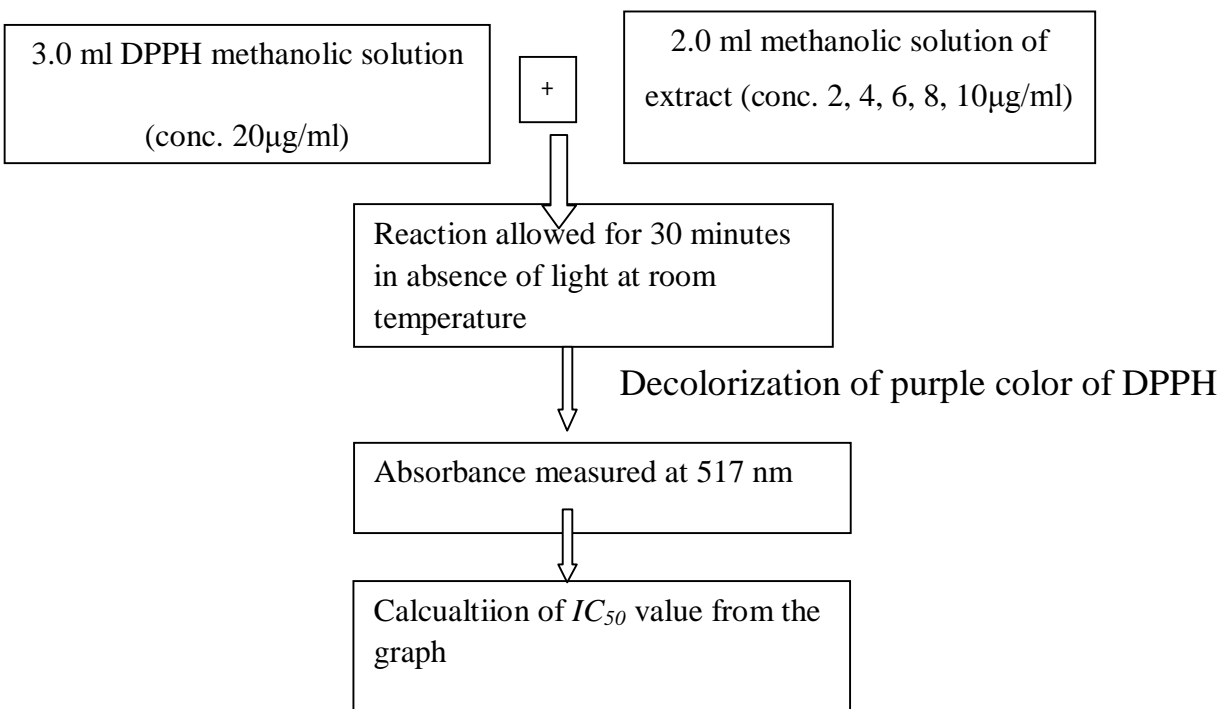 3.0 ml DPPH methanolic solution
(conc. 20μg/ml)
+
2.0 ml methanolic solution of
extract (conc. 2, 4, 6, 8, 10μg/ml)
Reaction allowed for 30 minutes
in absence of light at room
temperature
Decolorization of purple color of DPPH
Absorbance measured at 517 nm
Calcualtiion of IC50 value from the
graph